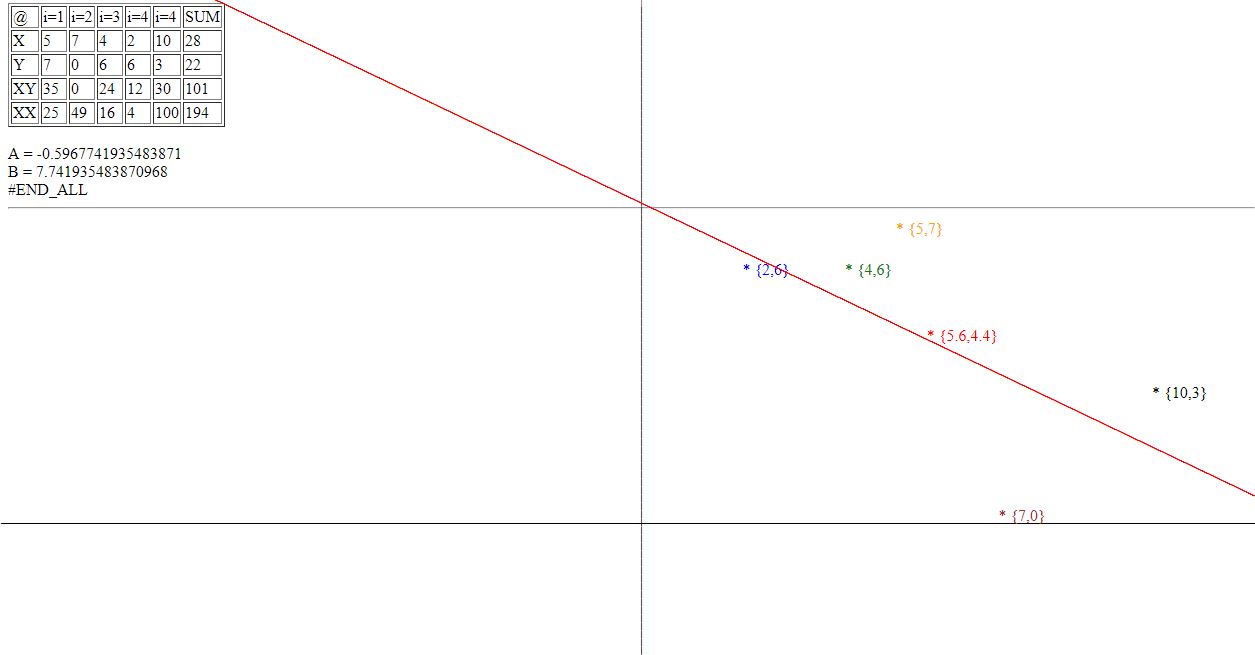 @ i=1 i=2 i=3 i=4 i=4 SUM
X 5 7 4 2 10 28
Y 7 0 6 6 3 22
XY 35 0 24 12 30 101
XX 25 49 16 4 100 194
A = -0.5967741935483871
B = 7.741935483870968
#END_ALL
* {5,7}
* {2,6}
* {4,6}
* {5.6,4.4}
* {10,3}
* {7,0}